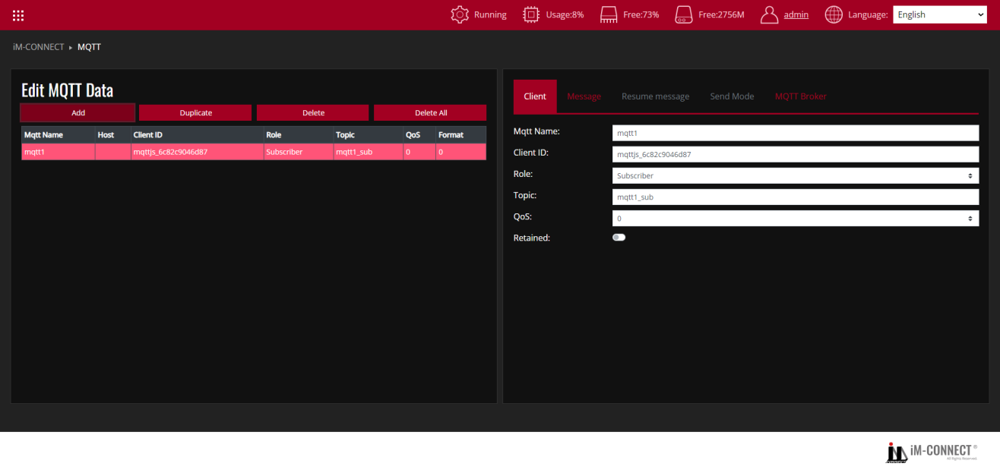 Running Usage:8% Free:73% Free:2756M admin Language: English
iM-CONNECT ▸ MQTT
Edit MQTT Data
Add Duplicate Delete Delete All
Mqtt Name Host Client ID Role Topic QoS Format
mqtt1 mqttjs_6c82c9046d87 Subscriber mqtt1_sub 0 0
Client Message Resume message Send Mode MQTT Broker
Mqtt Name: mqtt1
Client ID: mqttjs_6c82c9046d87
Role: Subscriber
Topic: mqtt1_sub
QoS: 0
Retained:
iM-CONNECT ®
All Rights Reserved.